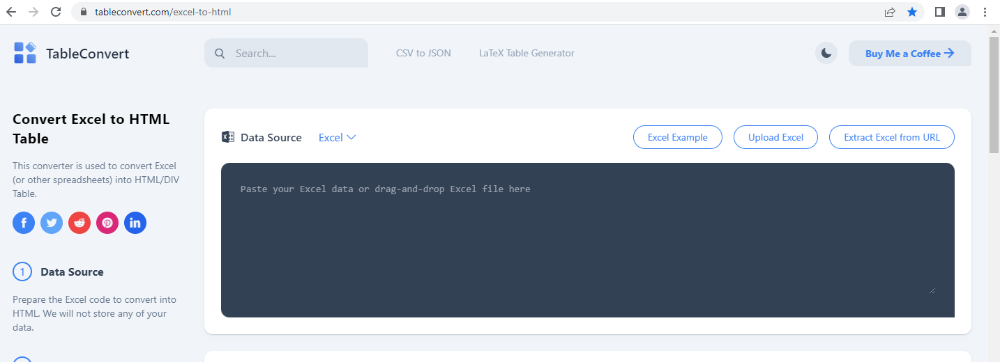 tableconvert.com/excel-to-html
TableConvert
Search...
CSV to JSON
LaTeX Table Generator
Buy Me a Coffee
Convert Excel to HTML
Table
This converter is used to convert Excel
(or other spreadsheets) into HTML/DIV
Table.
1 Data Source
Prepare the Excel code to convert into
HTML. We will not store any of your
data.
Data Source
Excel
Excel Example
Upload Excel
Extract Excel from URL
Paste your Excel data or drag-and-drop Excel file here